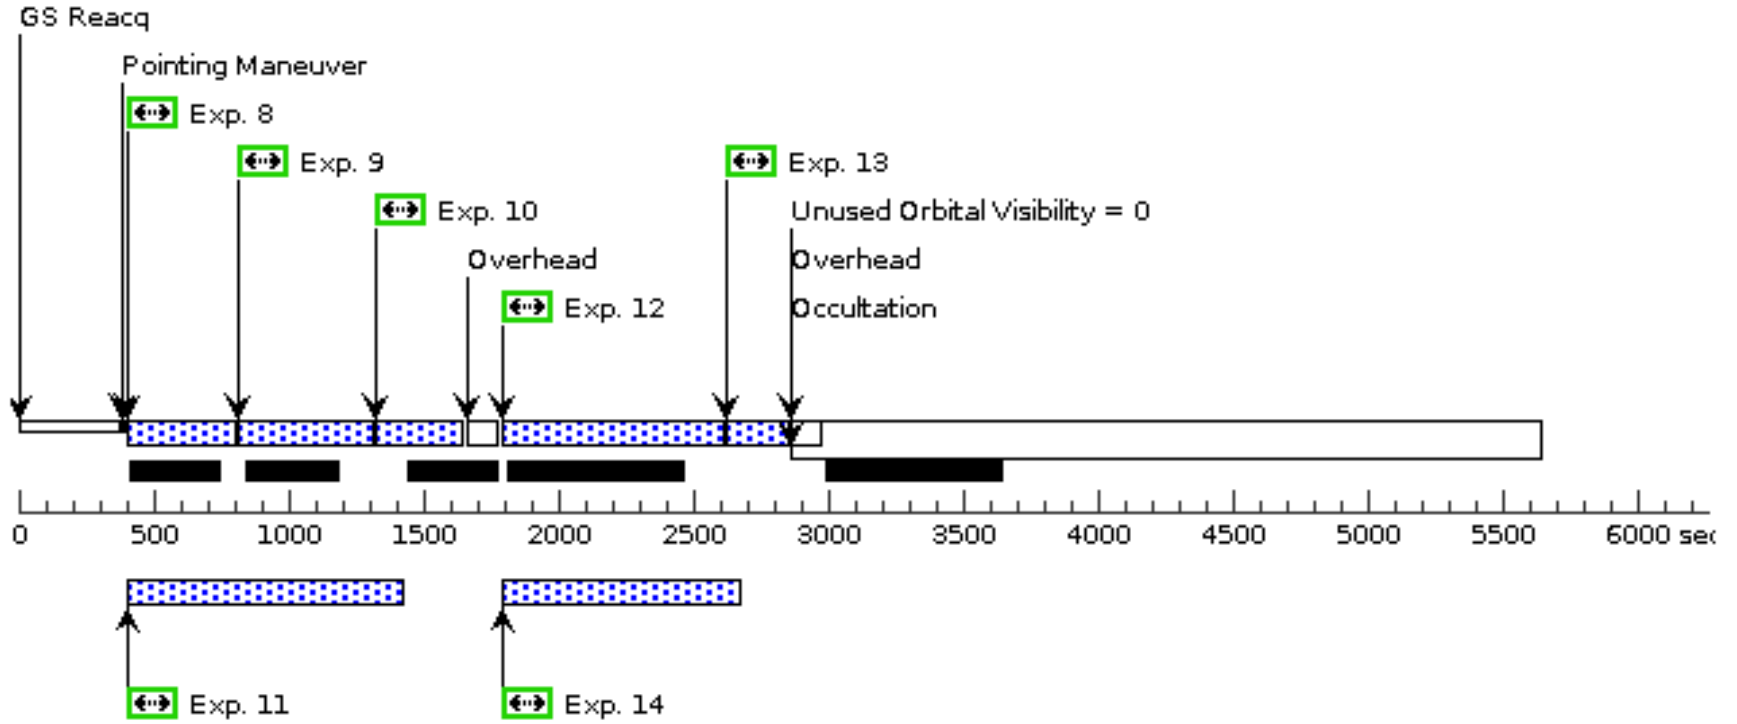 GS Reacq
Pointing Maneuver
Exp. 8
Exp. 9
Exp. 13
Exp. 10
Unused Orbital Visibility = 0
Overhead
Overhead
Exp. 12
Occultation
0 500 1000 1500 2000 2500 3000 3500 4000 4500 5000 5500 6000 sec
Exp. 11
Exp. 14